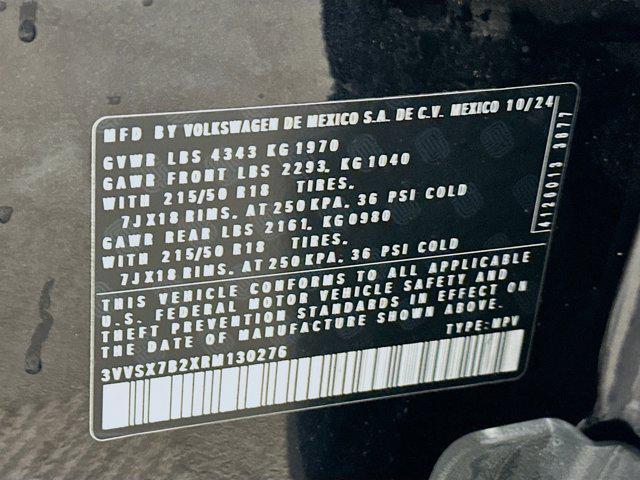 MFD BY VOLKSWAGEN DE MEXICO S.A. DE C.V. MEXICO 10/24
GVWR LBS 4343 KG 1970
GAWR FRONT LBS 2293, KG 1040
WITH 215/50 R18 TIRES.
7JX18 RIMS. AT 250 KPA. 36 PSI COLD
GAWR REAR LBS 2161, KG 0980
WITH 215/50 R18 TIRES.
7JX18 RIMS. AT 250 KPA. 36 PSI COLD
THIS VEHICLE CONFORMS TO ALL APPLICABLE
U.S. FEDERAL MOTOR VEHICLE SAFETY AND
THEFT PREVENTION STANDARDS IN EFFECT ON
THE DATE OF MANUFACTURE SHOWN ABOVE.
3VVSX7B2XRM130276 TYPE: MPV
4120013 3077